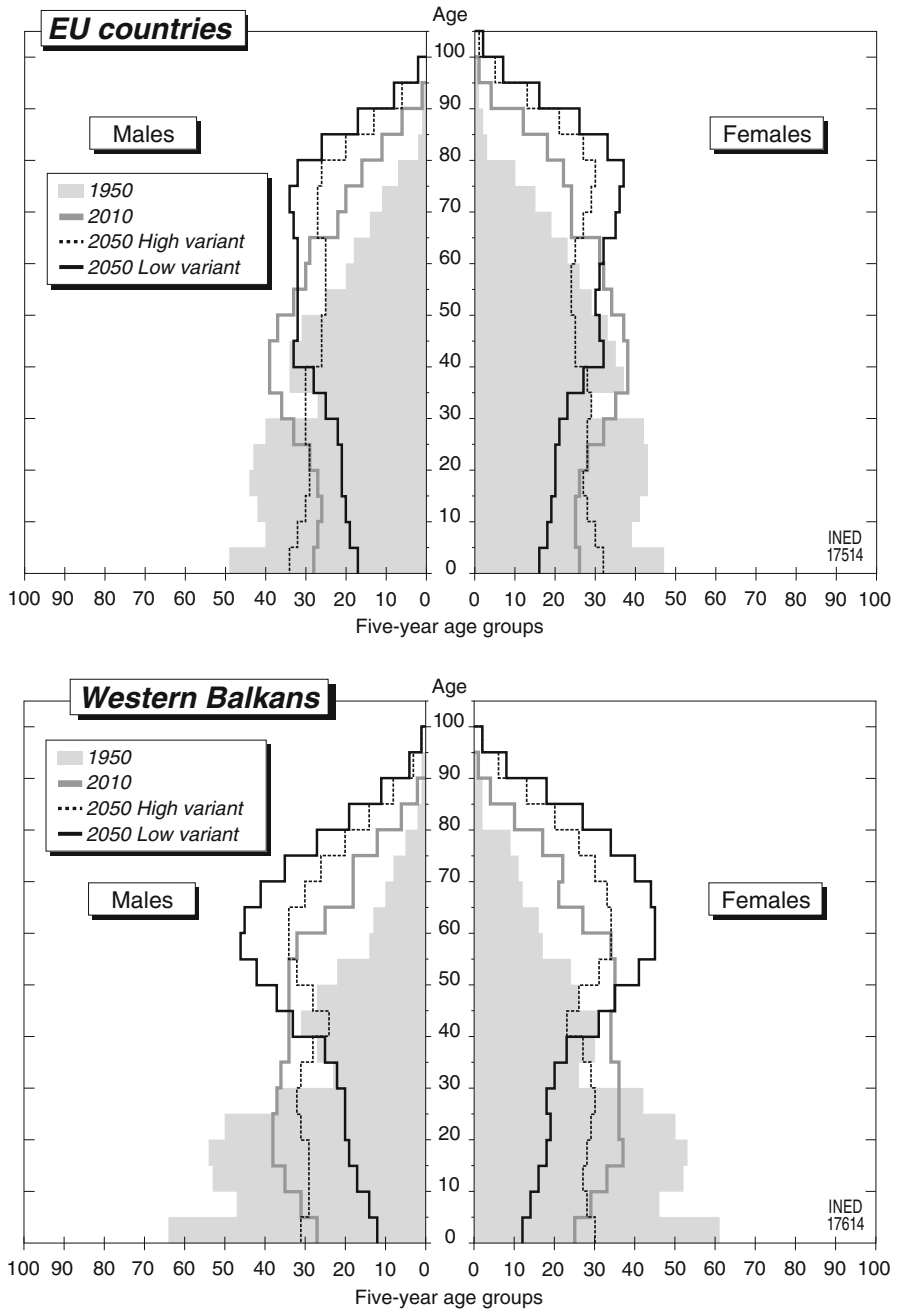 Age
EU countries
100
90
Males
Females
80
1950
2010
2050 High variant
2050 Low variant
70
60
50
40
30
20
10
0
INED
17514
100 90 80 70 60 50 40 30 20 10 0
0 10 20 30 40 50 60 70 80 90 100
Five-year age groups
Age
Western Balkans
100
1950
2010
2050 High variant
2050 Low variant
90
80
70
Males
Females
60
50
40
30
20
10
0
INED
17614
100 90 80 70 60 50 40 30 20 10 0
0 10 20 30 40 50 60 70 80 90 100
Five-year age groups